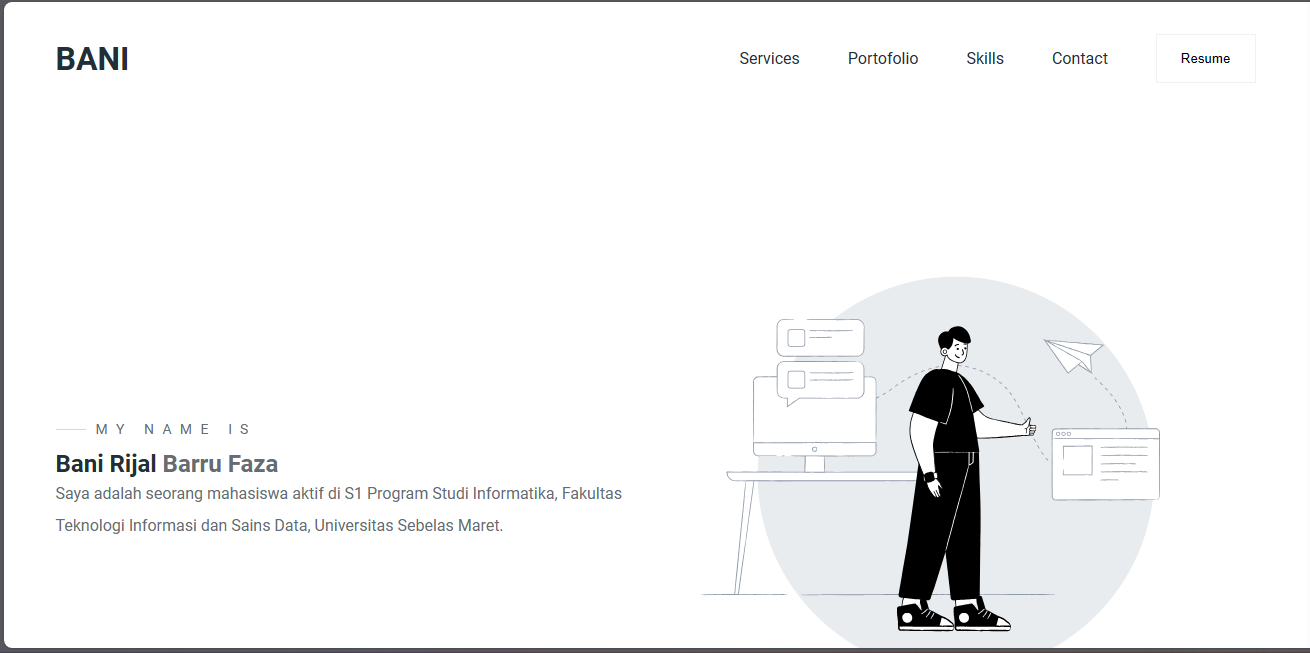 BANI
Services Portofolio Skills Contact Resume
MY NAME IS
Bani Rijal Barru Faza
Saya adalah seorang mahasiswa aktif di S1 Program Studi Informatika, Fakultas
Teknologi Informasi dan Sains Data, Universitas Sebelas Maret.